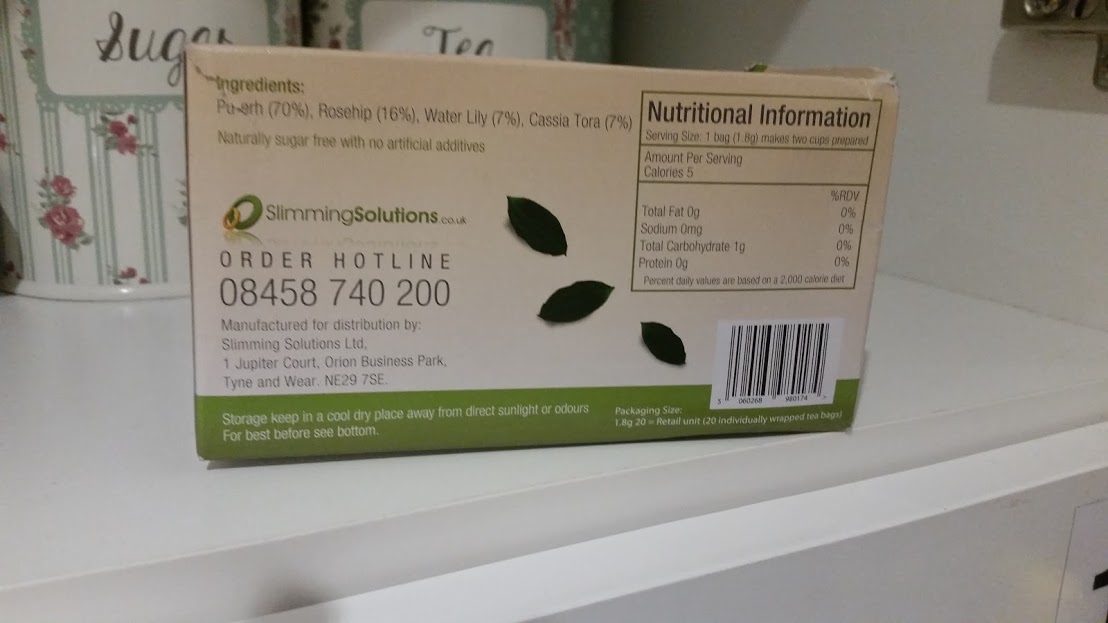 Sugar
Tea
Ingredients:
Pu-erh (70%), Rosehip (16%), Water Lily (7%), Cassia Tora (7%)
Naturally sugar free with no artificial additives
SlimmingSolutions.co.uk
ORDER HOTLINE
08458 740 200
Manufactured for distribution by:
Slimming Solutions Ltd,
1 Jupiter Court, Orion Business Park,
Tyne and Wear. NE29 7SE.
Storage keep in a cool dry place away from direct sunlight or odours
For best before see bottom.
Nutritional Information
Serving Size: 1 bag (1.8g) makes two cups prepared
Amount Per Serving
Calories 5
%RDV
Total Fat 0g 0%
Sodium 0mg 0%
Total Carbohydrate 1g 0%
Protein 0g 0%
Percent daily values are based on a 2,000 calorie diet
5 060268 960174 >
Packaging Size:
1.8g 20 = Retail unit (20 individually wrapped tea bags)